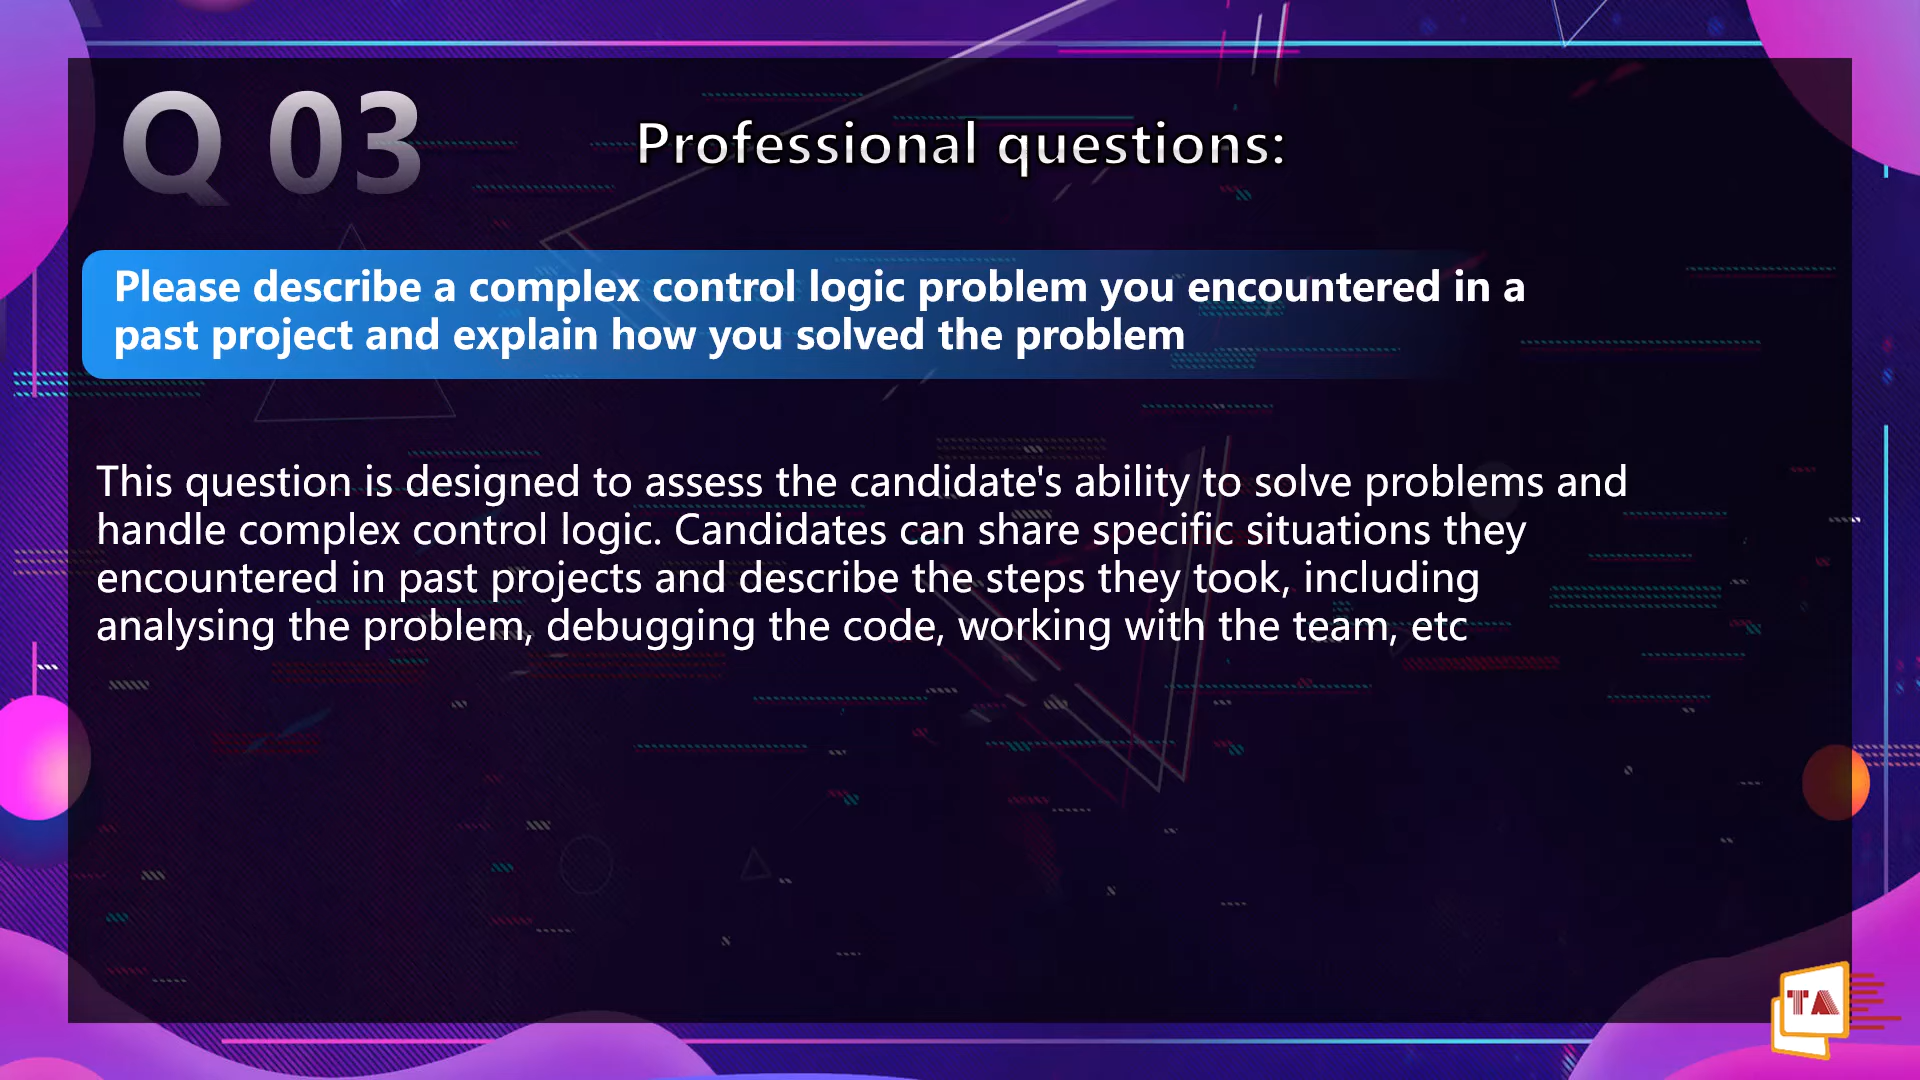 Q 03
Professional questions:
Please describe a complex control logic problem you encountered in a
past project and explain how you solved the problem
This question is designed to assess the candidate's ability to solve problems and
handle complex control logic. Candidates can share specific situations they
encountered in past projects and describe the steps they took, including
analysing the problem, debugging the code, working with the team, etc
TA